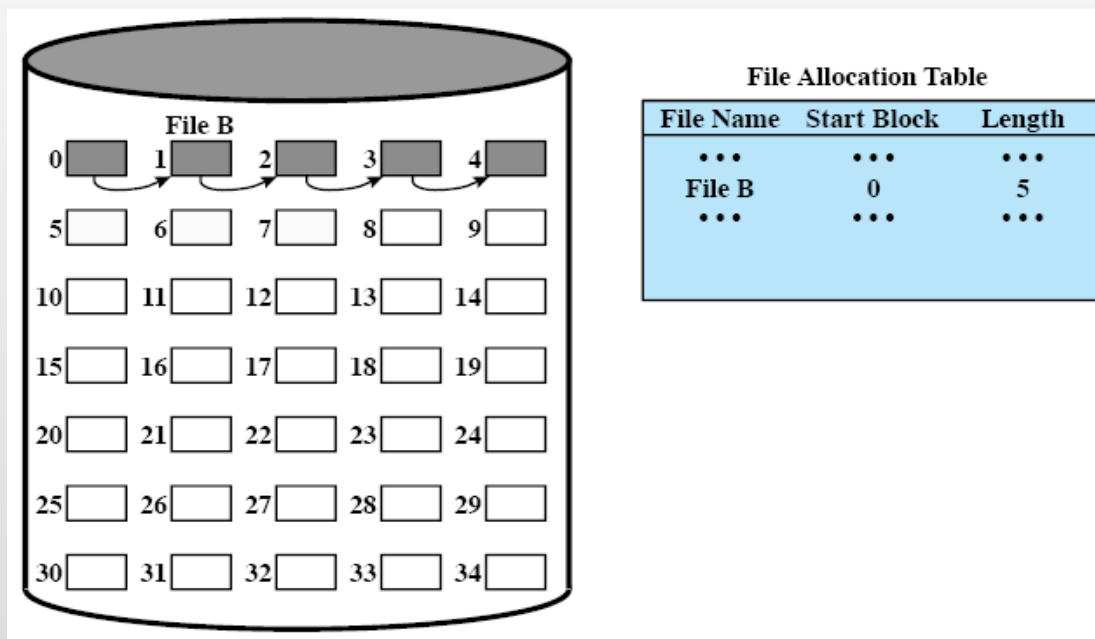 File B
0 1 2 3 4
5 6 7 8 9
10 11 12 13 14
15 16 17 18 19
20 21 22 23 24
25 26 27 28 29
30 31 32 33 34
File Allocation Table
File Name Start Block Length
••• ••• •••
File B 0 5
••• ••• •••